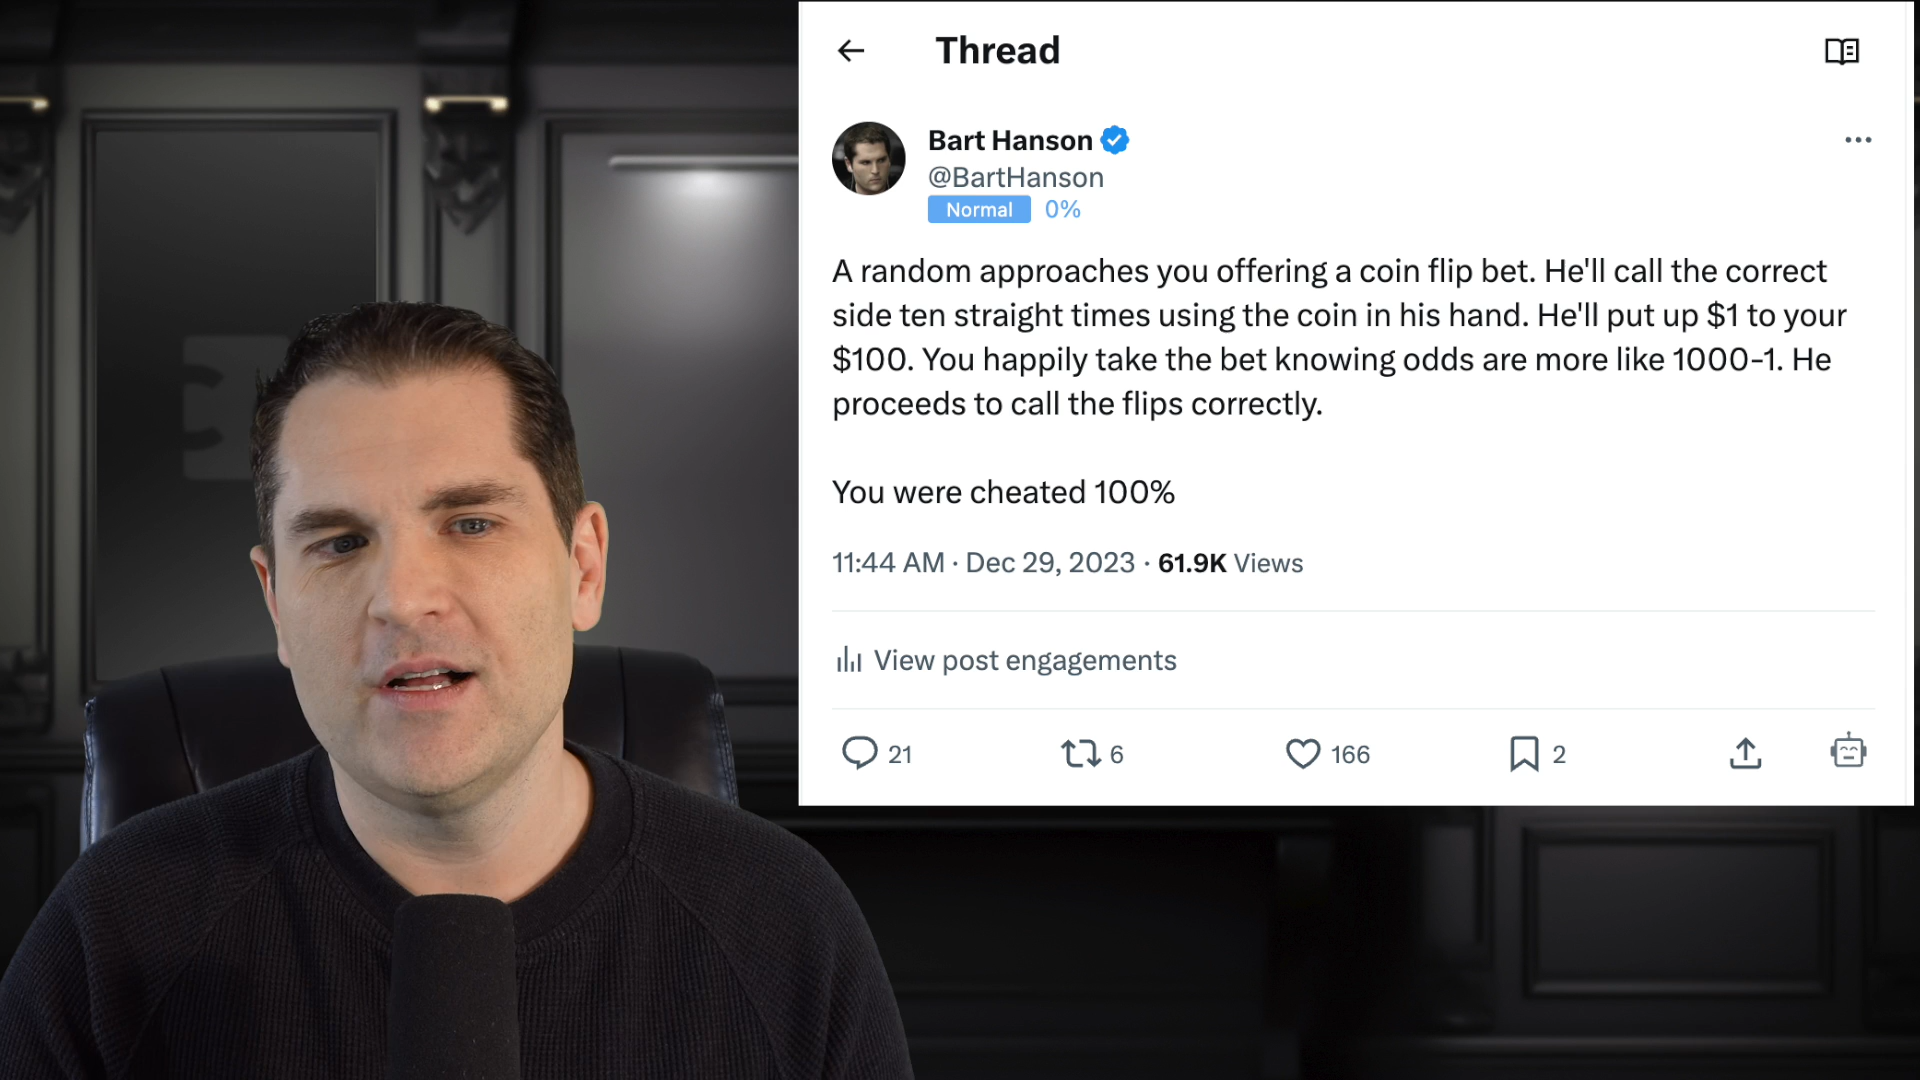 Thread
Bart Hanson
@BartHanson
Normal 0%
A random approaches you offering a coin flip bet. He'll call the correct
side ten straight times using the coin in his hand. He'll put up $1 to your
$100. You happily take the bet knowing odds are more like 1000-1. He
proceeds to call the flips correctly.
You were cheated 100%
11:44 AM · Dec 29, 2023 · 61.9K Views
View post engagements
21 6 166 2